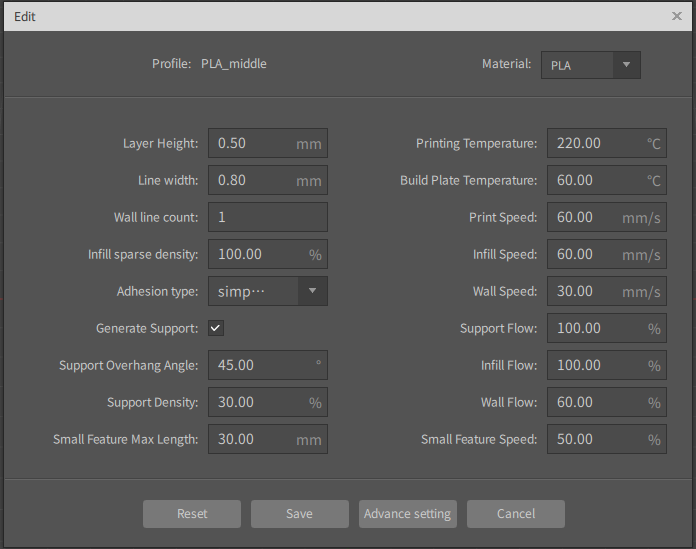 Edit
Profile: PLA_middle Material: PLA
Layer Height: 0.50 mm Printing Temperature: 220.00 °C
Line width: 0.80 mm Build Plate Temperature: 60.00 °C
Wall line count: 1 Print Speed: 60.00 mm/s
Infill sparse density: 100.00 % Infill Speed: 60.00 mm/s
Adhesion type: simp··· Wall Speed: 30.00 mm/s
Generate Support: Support Flow: 100.00 %
Support Overhang Angle: 45.00 ° Infill Flow: 100.00 %
Support Density: 30.00 % Wall Flow: 60.00 %
Small Feature Max Length: 30.00 mm Small Feature Speed: 50.00 %
Reset Save Advance setting Cancel